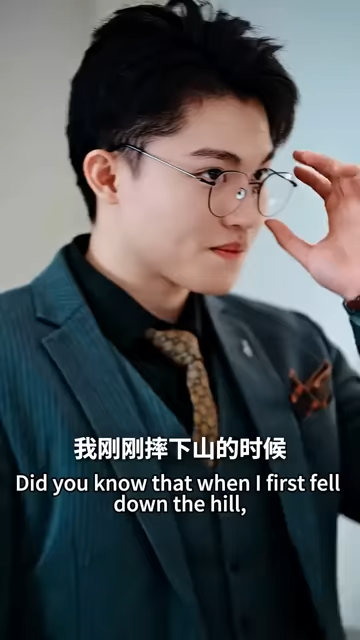 我刚刚摔下山的时候
Did you know that when I first fell
down the hill,